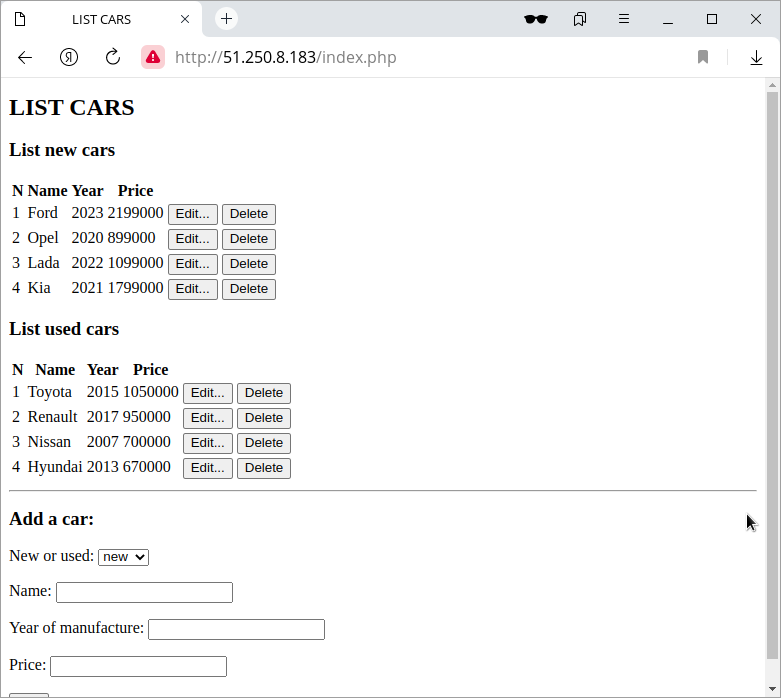 LIST CARS
http://51.250.8.183/index.php
LIST CARS
List new cars
N Name Year Price
1 Ford 2023 2199000 Edit... Delete
2 Opel 2020 899000 Edit... Delete
3 Lada 2022 1099000 Edit... Delete
4 Kia 2021 1799000 Edit... Delete
List used cars
N Name Year Price
1 Toyota 2015 1050000 Edit... Delete
2 Renault 2017 950000 Edit... Delete
3 Nissan 2007 700000 Edit... Delete
4 Hyundai 2013 670000 Edit... Delete
Add a car:
New or used: new
Name:
Year of manufacture:
Price: